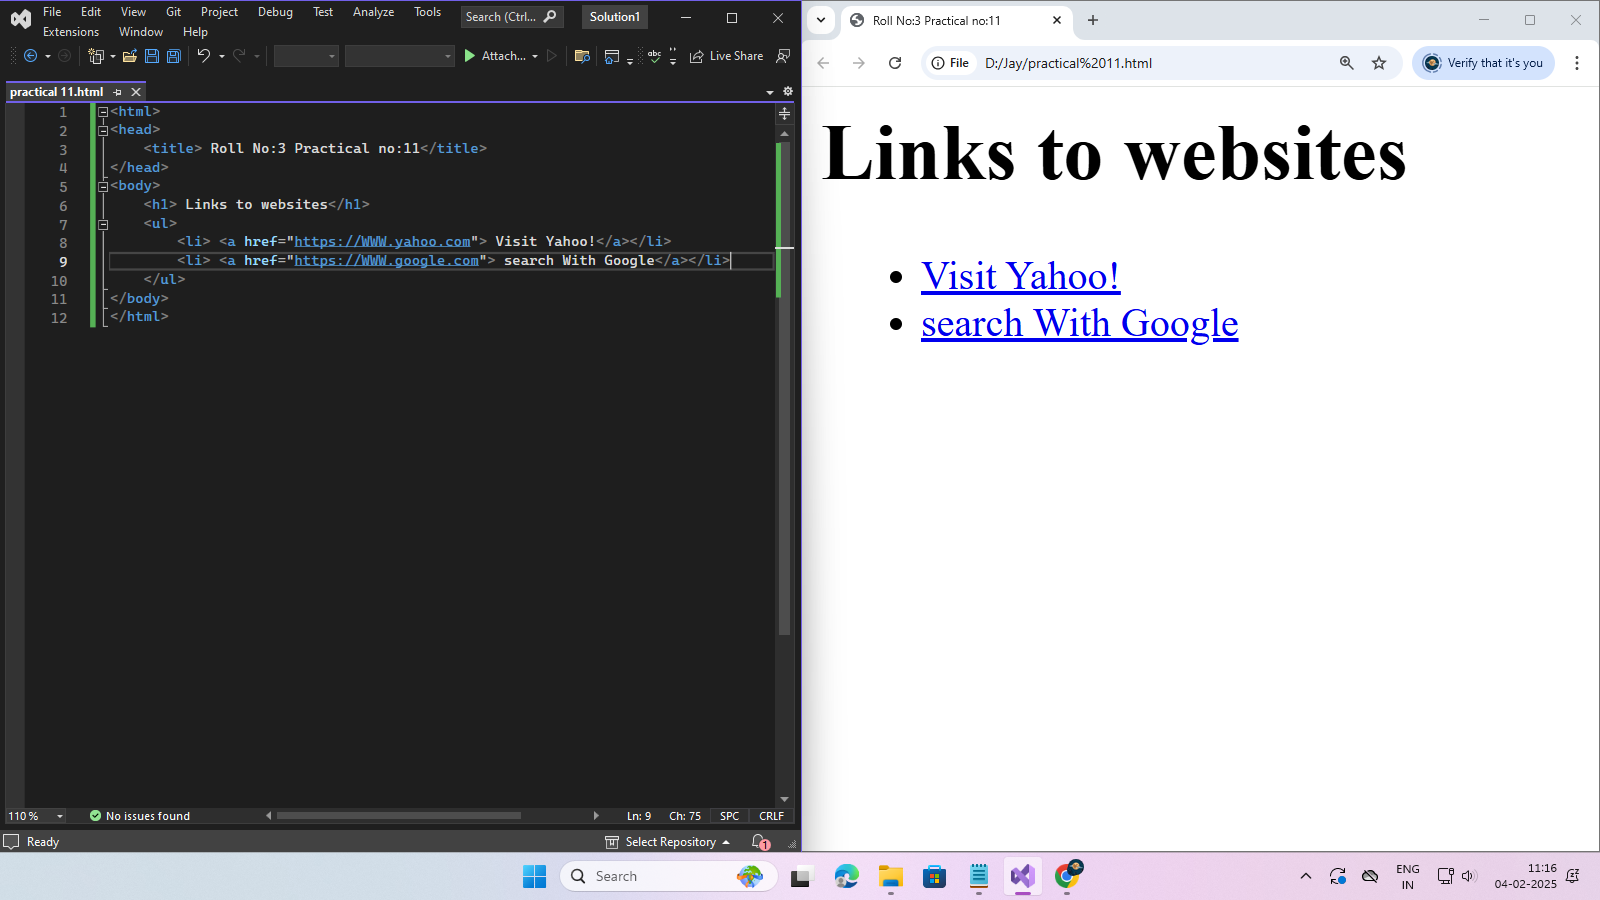 File Edit View Git Project Debug Test Analyze Tools Search (Ctrl... Solution1
Extensions Window Help
Attach... abc Live Share
practical 11.html
1 <html>
2 <head>
3 <title> Roll No:3 Practical no:11</title>
4 </head>
5 <body>
6 <h1> Links to websites</h1>
7 <ul>
8 <li> <a href="https://WWW.yahoo.com"> Visit Yahoo!</a></li>
9 <li> <a href="https://WWW.google.com"> search With Google</a></li>
10 </ul>
11 </body>
12 </html>
110 % No issues found Ln: 9 Ch: 75 SPC CRLF
Ready Select Repository 1
Roll No:3 Practical no:11
File D:/Jay/practical%2011.html Verify that it's you
Links to websites
Visit Yahoo!
search With Google
Search
ENG
IN
11:16
04-02-2025